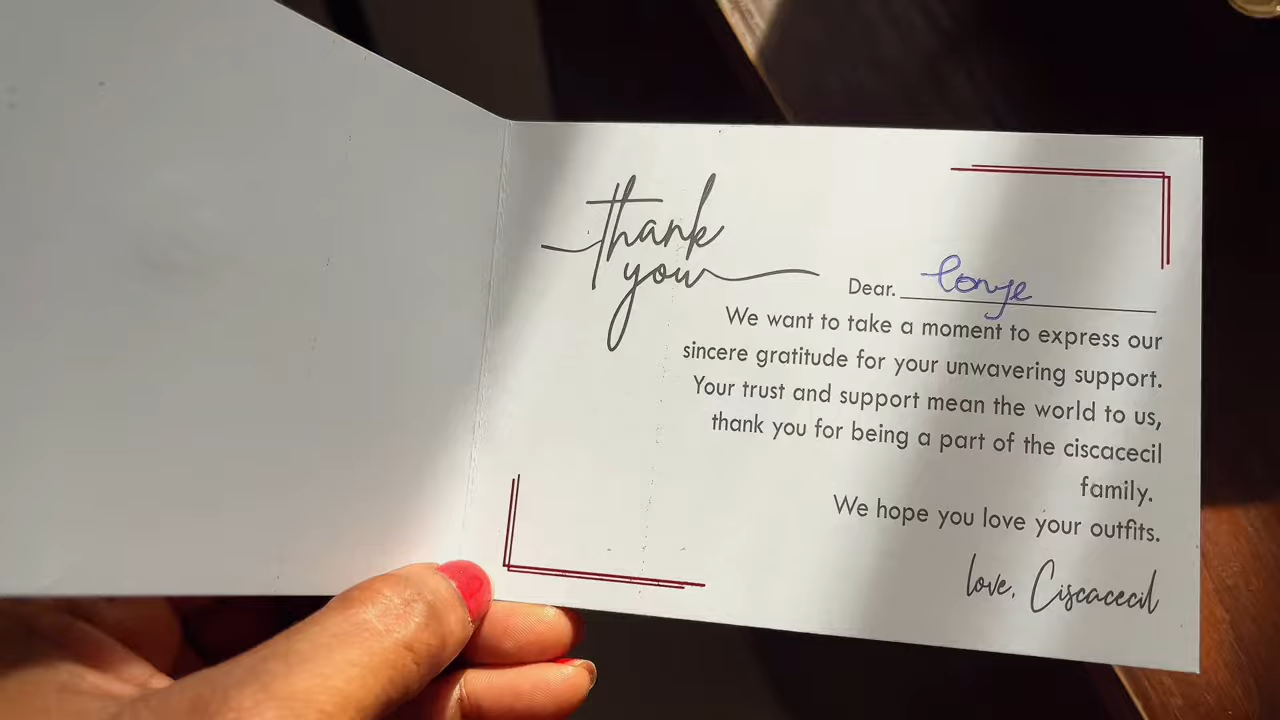 thank
you
Dear.
We want to take a moment to express our
sincere gratitude for your unwavering support.
Your trust and support mean the world to us,
thank you for being a part of the ciscacecil
family.
We hope you love your outfits.
love, Ciscacecil